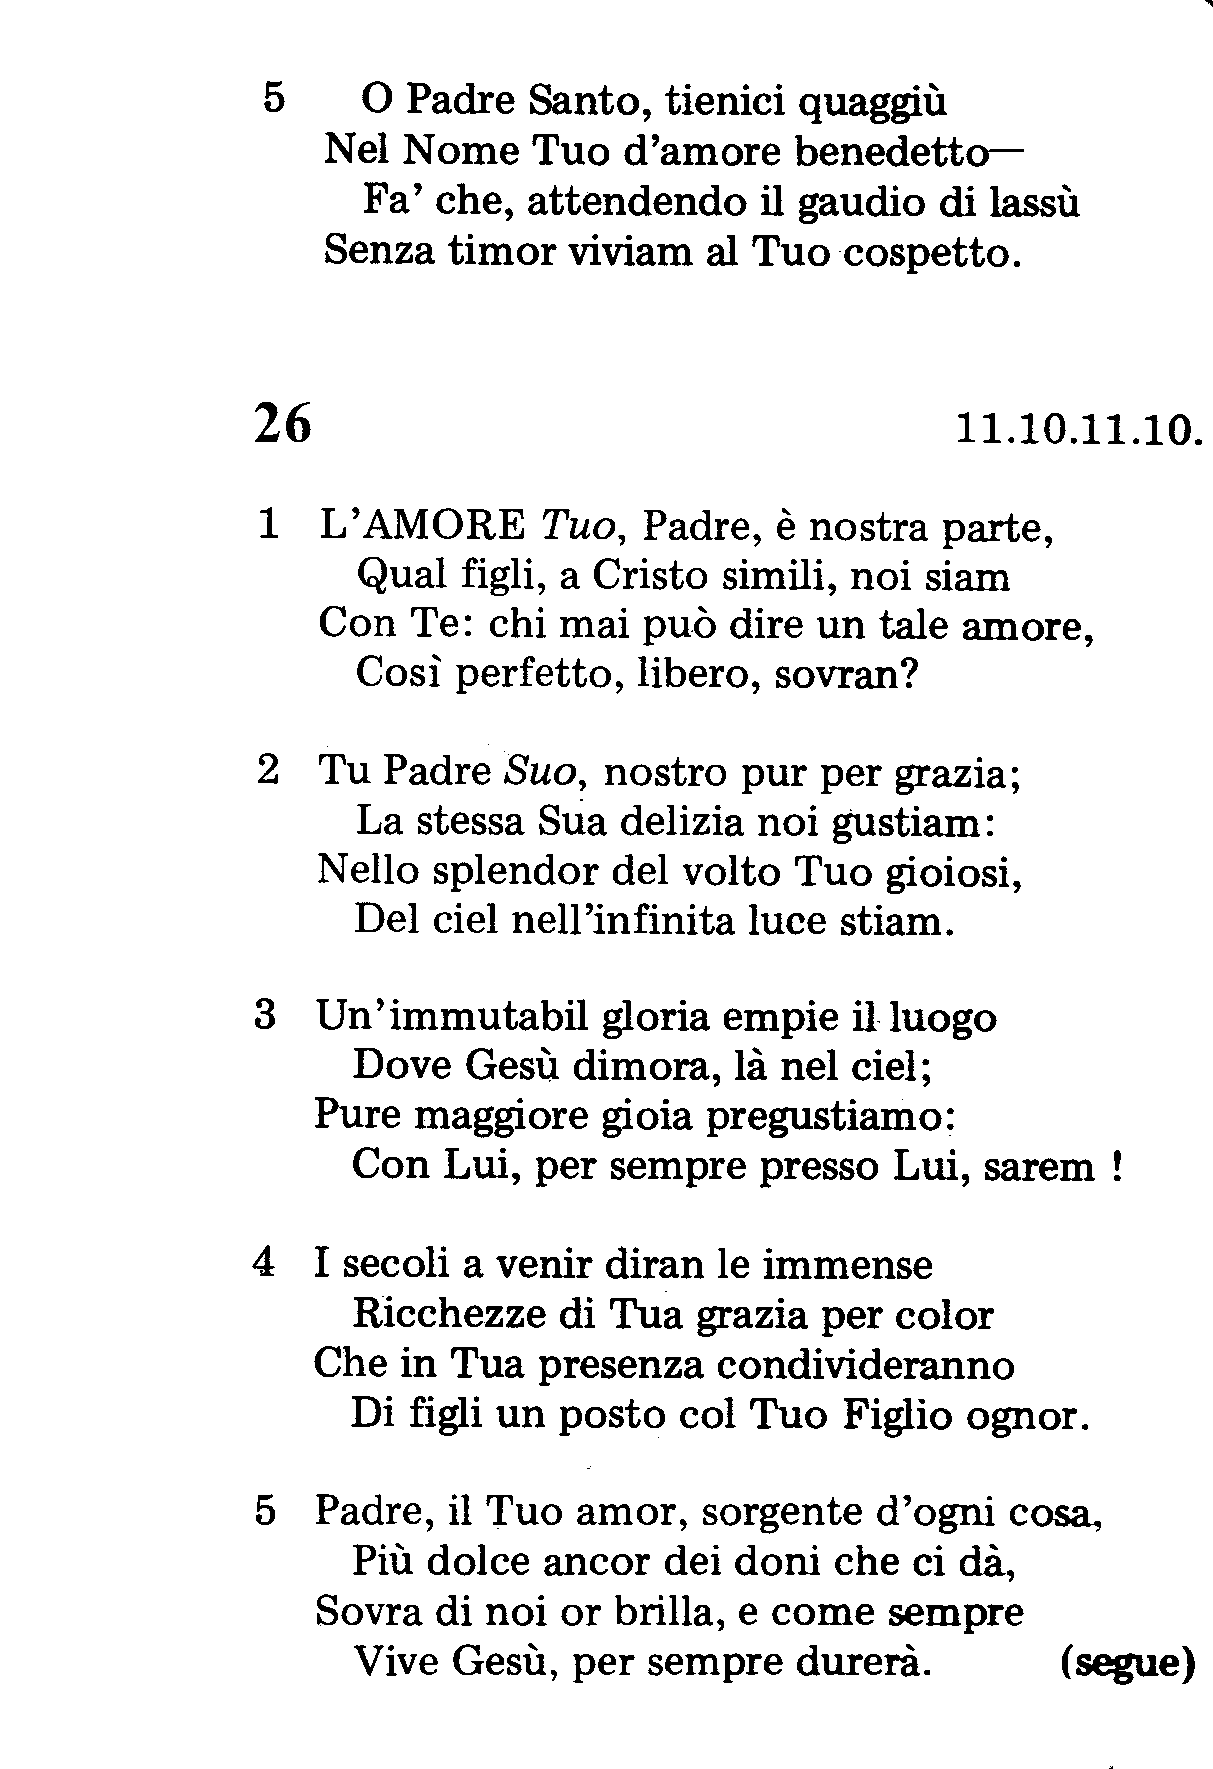 5 O Padre Santo, tienici quaggiù
Nel Nome Tuo d’amore benedetto—
Fa’ che, attendendo il gaudio di lassù
Senza timor viviam al Tuo cospetto.
26 11.10.11.10.
1 L’AMORE Tuo, Padre, è nostra parte,
Qual figli, a Cristo simili, noi siam
Con Te: chi mai può dire un tale amore,
Così perfetto, libero, sovran?
2 Tu Padre Suo, nostro pur per grazia;
La stessa Sua delizia noi gustiam:
Nello splendor del volto Tuo gioiosi,
Del ciel nell’infinita luce stiam.
3 Un’immutabil gloria empie il luogo
Dove Gesù dimora, là nel ciel;
Pure maggiore gioia pregustiamo:
Con Lui, per sempre presso Lui, sarem !
4 I secoli a venir diran le immense
Ricchezze di Tua grazia per color
Che in Tua presenza condivideranno
Di figli un posto col Tuo Figlio ognor.
5 Padre, il Tuo amor, sorgente d’ogni cosa,
Più dolce ancor dei doni che ci dà,
Sovra di noi or brilla, e come sempre
Vive Gesù, per sempre durerà. (segue)